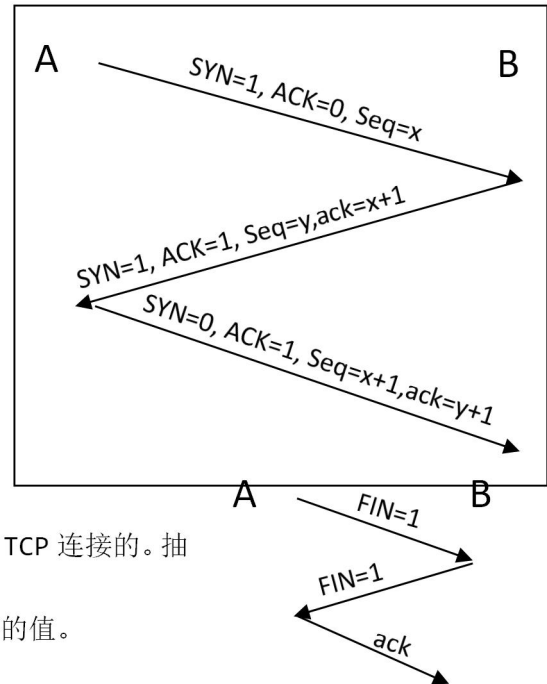 A B
SYN=1, ACK=0, Seq=x
SYN=1, ACK=1, Seq=y,ack=x+1
SYN=0, ACK=1, Seq=x+1,ack=y+1
A B
FIN=1
TCP 连接的。抽
FIN=1
的值。
ack